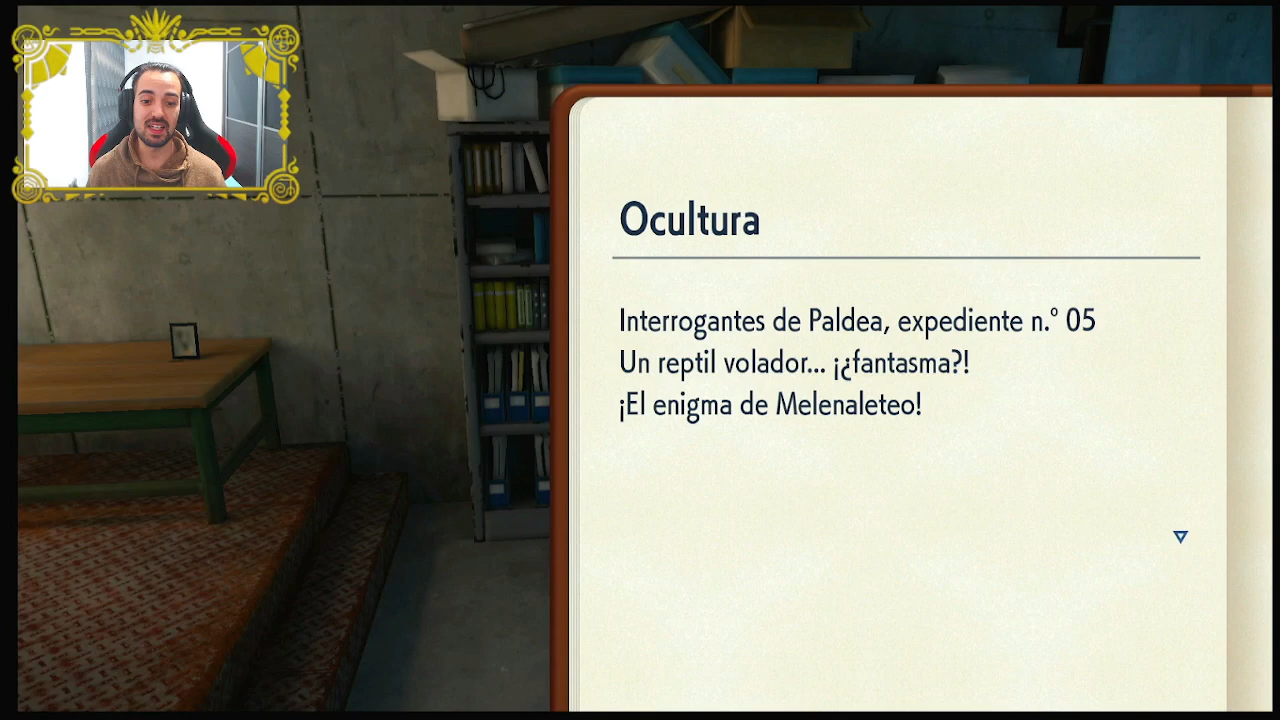 Ocultura
Interrogantes de Paldea, expediente n.º 05
Un reptil volador... ¡¿fantasma?!
¡El enigma de Melenaleteo!